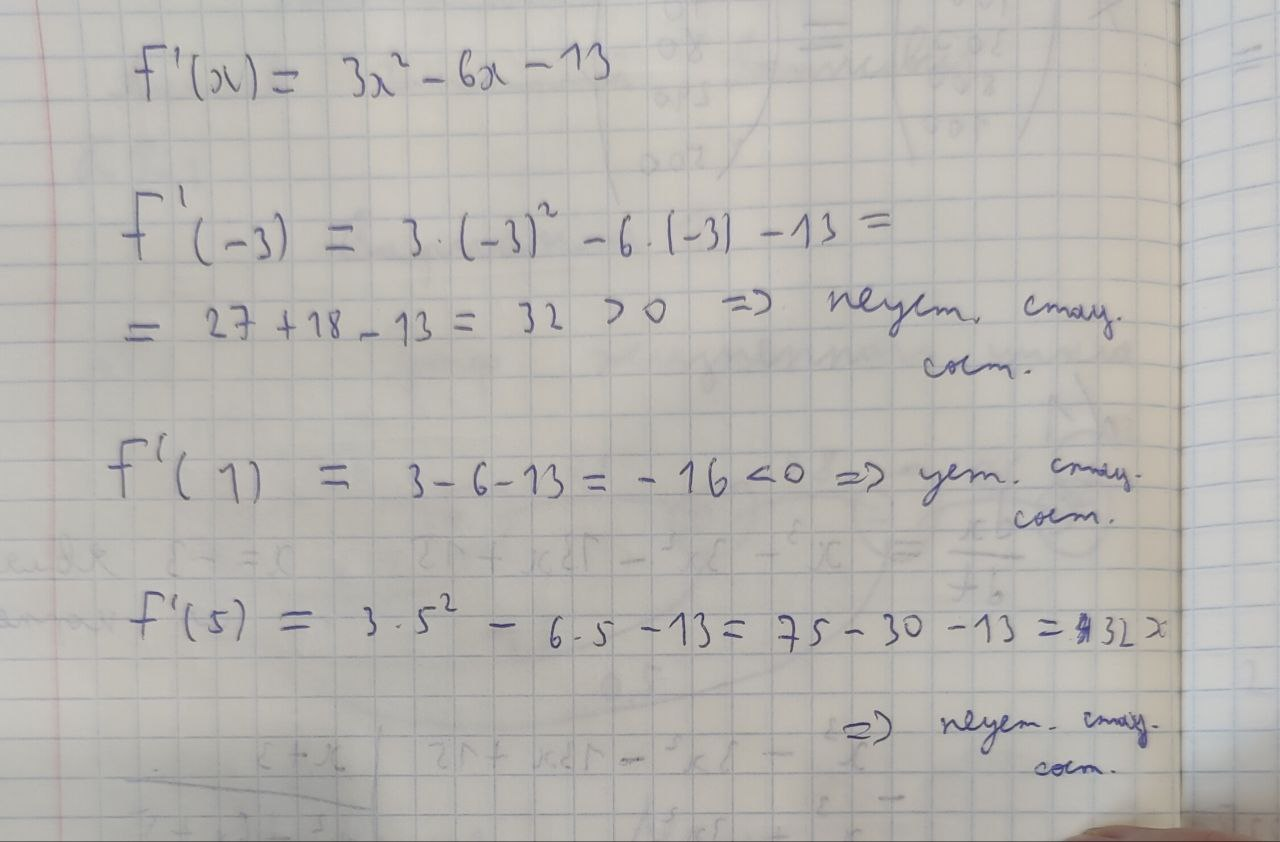 f'(x) = 3x² - 6x - 13
f'(-3) = 3·(-3)² - 6·(-3) - 13 =
= 27 + 18 - 13 = 32 > 0 => неуст. стац.
сост.
f'(1) = 3 - 6 - 13 = - 16 < 0 => уст. стац.
сост.
f'(5) = 3·5² - 6·5 - 13 = 75 - 30 - 13 = 32 >
=> неуст. стац.
сост.